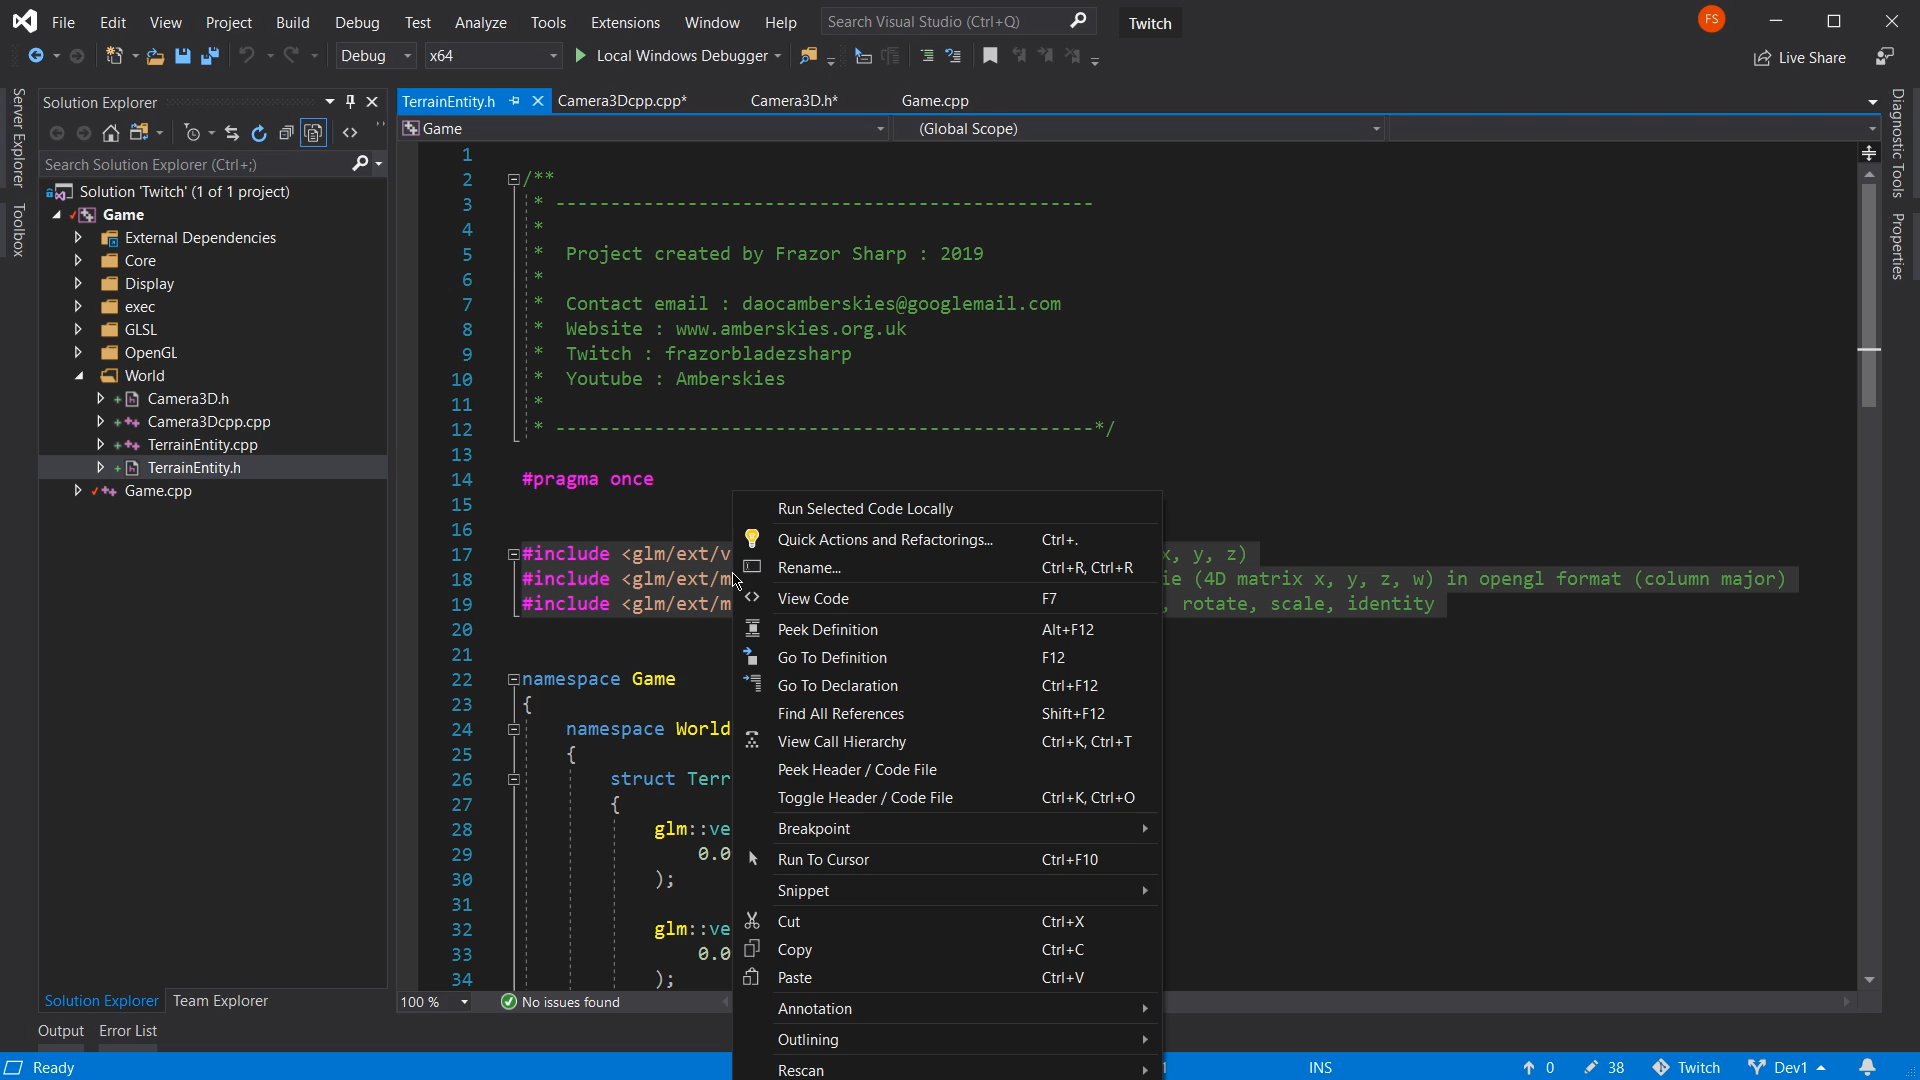 File Edit View Project Build Debug Test Analyze Tools Extensions Window Help Search Visual Studio (Ctrl+Q) Twitch FS
Debug x64 Local Windows Debugger Live Share
Server Explorer
Toolbox
Solution Explorer
Search Solution Explorer (Ctrl+;)
Solution 'Twitch' (1 of 1 project)
Game
External Dependencies
Core
Display
exec
GLSL
OpenGL
World
Camera3D.h
Camera3Dcpp.cpp
TerrainEntity.cpp
TerrainEntity.h
Game.cpp
Solution Explorer Team Explorer
Output Error List
TerrainEntity.h Camera3Dcpp.cpp* Camera3D.h* Game.cpp
Game (Global Scope)
1
2 /**
3 * -------------------------------------------------
4 *
5 * Project created by Frazor Sharp : 2019
6 *
7 * Contact email : daocamberskies@googlemail.com
8 * Website : www.amberskies.org.uk
9 * Twitch : frazorbladezsharp
10 * Youtube : Amberskies
11 *
12 * -------------------------------------------------*/
13
14 #pragma once
15
16
17 #include <glm/ext/v x, y, z)
18 #include <glm/ext/m ie (4D matrix x, y, z, w) in opengl format (column major)
19 #include <glm/ext/m , rotate, scale, identity
20
21
22 namespace Game
23 {
24 namespace World
25 {
26 struct Terr
27 {
28 glm::ve
29 0.0
30 );
31
32 glm::ve
33 0.0
34 );
Run Selected Code Locally
Quick Actions and Refactorings... Ctrl+.
Rename... Ctrl+R, Ctrl+R
View Code F7
Peek Definition Alt+F12
Go To Definition F12
Go To Declaration Ctrl+F12
Find All References Shift+F12
View Call Hierarchy Ctrl+K, Ctrl+T
Peek Header / Code File
Toggle Header / Code File Ctrl+K, Ctrl+O
Breakpoint
Run To Cursor Ctrl+F10
Snippet
Cut Ctrl+X
Copy Ctrl+C
Paste Ctrl+V
Annotation
Outlining
Rescan
100 % No issues found
Diagnostic Tools
Properties
Ready INS 0 38 Twitch Dev1